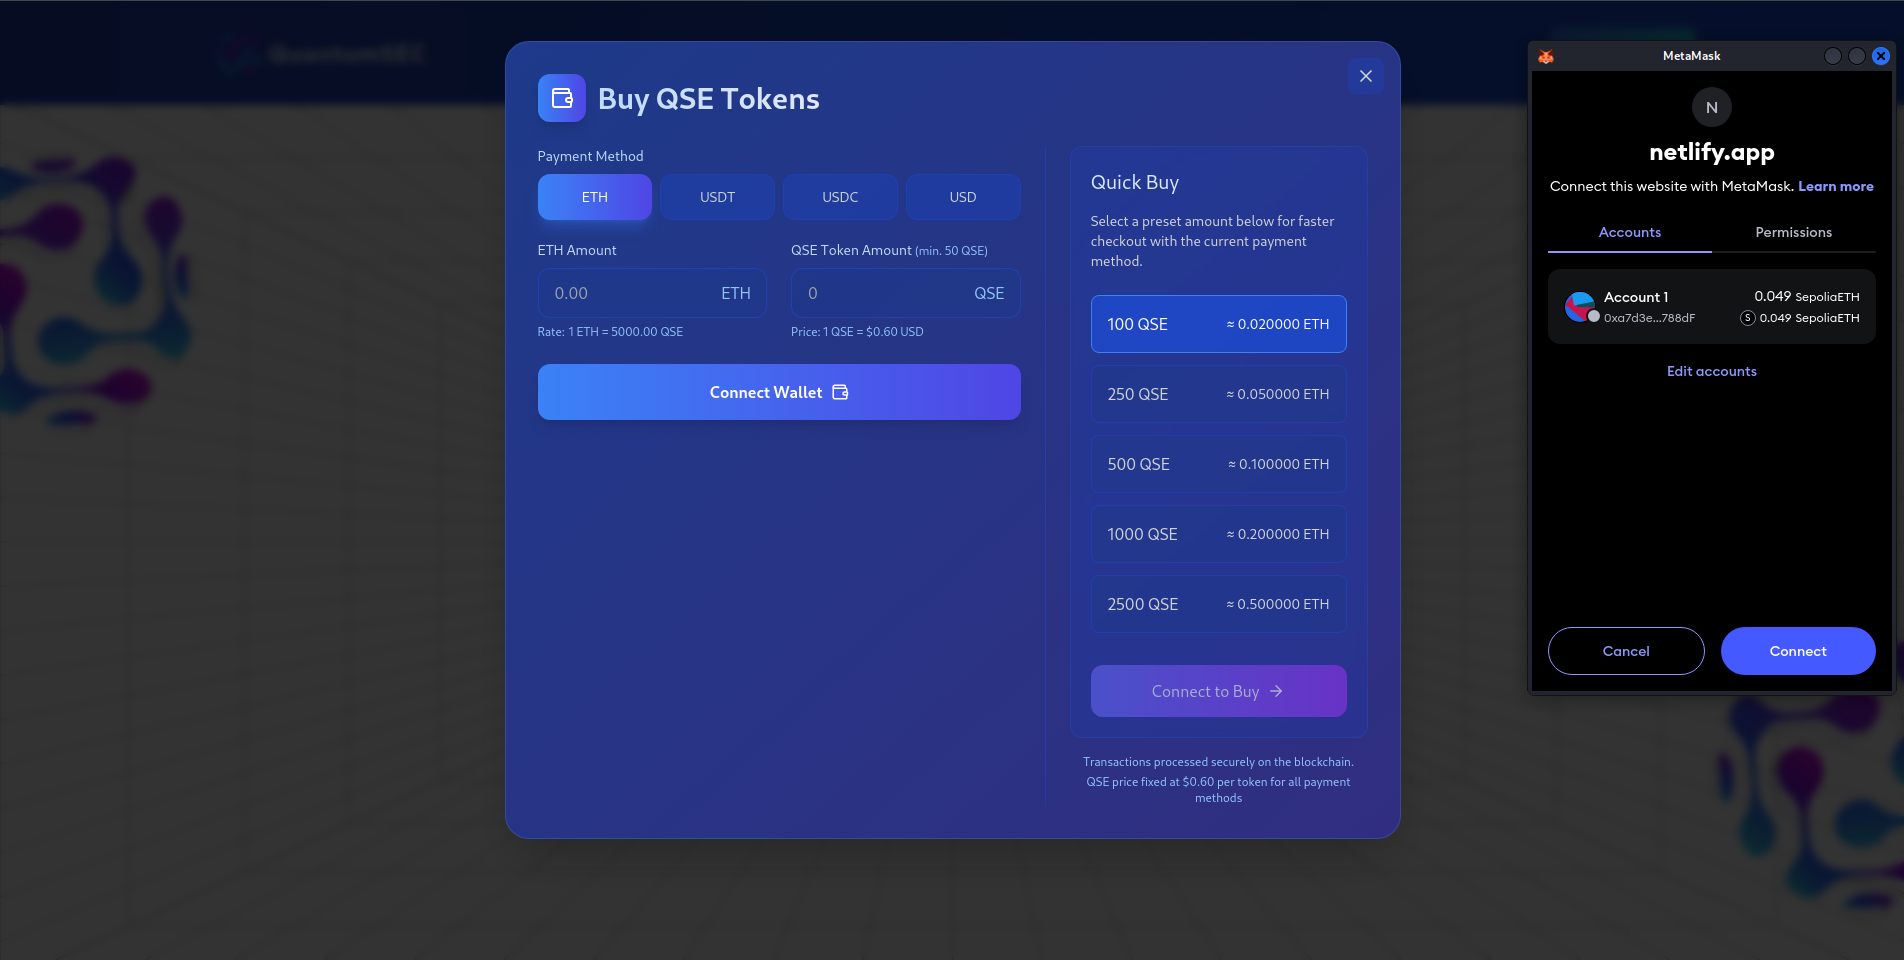 QuantumSEC
Buy QSE Tokens
Payment Method
ETH
USDT
USDC
USD
ETH Amount
QSE Token Amount (min. 50 QSE)
0.00
ETH
0
QSE
Rate: 1 ETH = 5000.00 QSE
Price: 1 QSE = $0.60 USD
Connect Wallet
Quick Buy
Select a preset amount below for faster
checkout with the current payment
method.
100 QSE
≈ 0.020000 ETH
250 QSE
≈ 0.050000 ETH
500 QSE
≈ 0.100000 ETH
1000 QSE
≈ 0.200000 ETH
2500 QSE
≈ 0.500000 ETH
Connect to Buy
Transactions processed securely on the blockchain.
QSE price fixed at $0.60 per token for all payment
methods
MetaMask
N
netlify.app
Connect this website with MetaMask. Learn more
Accounts
Permissions
Account 1
0.049 SepoliaETH
0xa7d3e...788dF
S
0.049 SepoliaETH
Edit accounts
Cancel
Connect